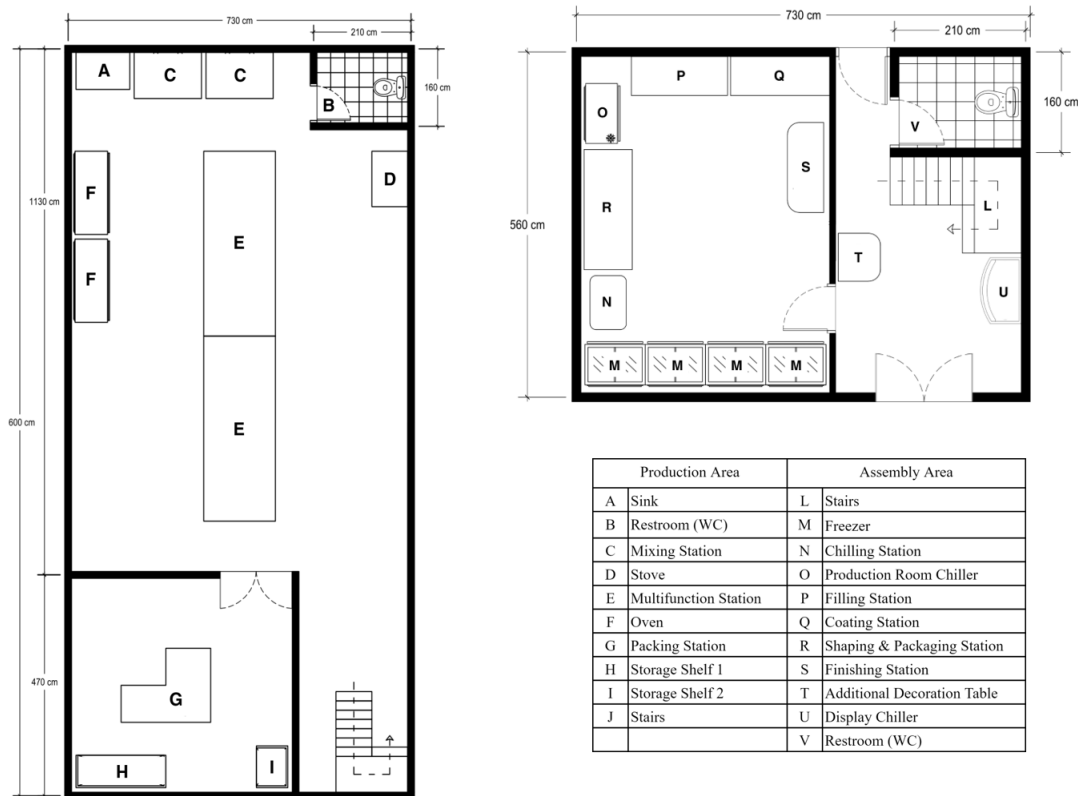 730 cm
210 cm
160 cm
1130 cm
600 cm
470 cm
A
C
C
B
D
F
F
E
E
G
H
I
730 cm
210 cm
160 cm
560 cm
P
Q
O
V
S
R
L
T
U
N
M
M
M
M
Production Area Assembly Area
A Sink L Stairs
B Restroom (WC) M Freezer
C Mixing Station N Chilling Station
D Stove O Production Room Chiller
E Multifunction Station P Filling Station
F Oven Q Coating Station
G Packing Station R Shaping & Packaging Station
H Storage Shelf 1 S Finishing Station
I Storage Shelf 2 T Additional Decoration Table
J Stairs U Display Chiller
V Restroom (WC)